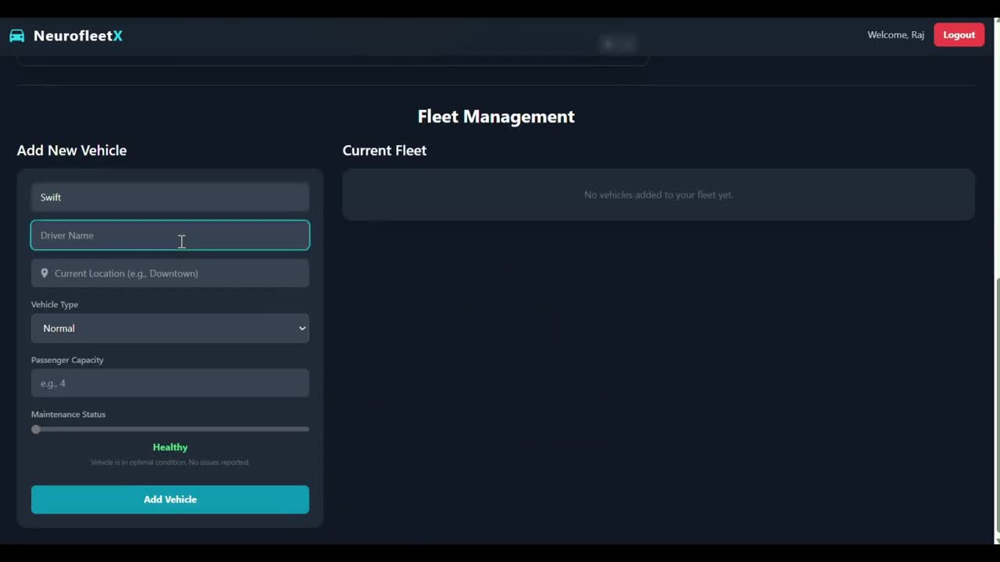 NeurofleetX
Welcome, Raj
Logout
Fleet Management
Add New Vehicle
Current Fleet
Swift
No vehicles added to your fleet yet.
Driver Name
Current Location (e.g., Downtown)
Vehicle Type
Normal
Passenger Capacity
e.g., 4
Maintenance Status
Healthy
Vehicle is in optimal condition. No issues reported.
Add Vehicle